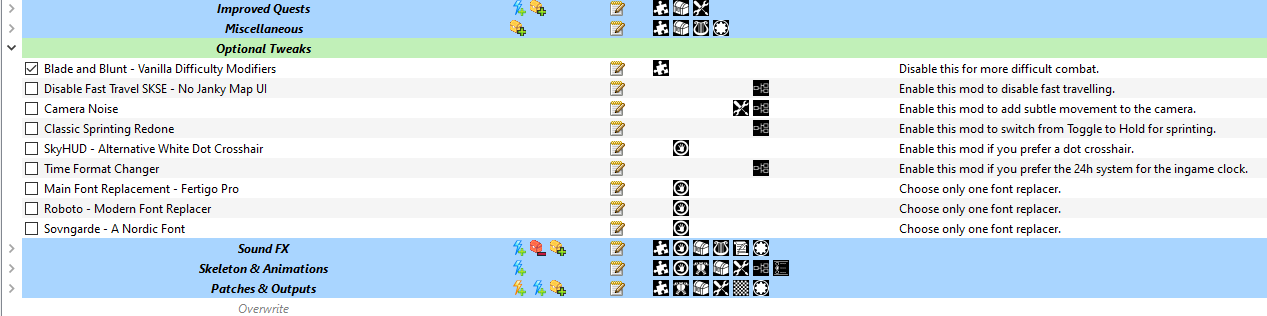 Improved Quests
Miscellaneous
Optional Tweaks
Blade and Blunt - Vanilla Difficulty Modifiers Disable this for more difficult combat.
Disable Fast Travel SKSE - No Janky Map UI Enable this mod to disable fast travelling.
Camera Noise Enable this mod to add subtle movement to the camera.
Classic Sprinting Redone Enable this mod to switch from Toggle to Hold for sprinting.
SkyHUD - Alternative White Dot Crosshair Enable this mod if you prefer a dot crosshair.
Time Format Changer Enable this mod if you prefer the 24h system for the ingame clock.
Main Font Replacement - Fertigo Pro Choose only one font replacer.
Roboto - Modern Font Replacer Choose only one font replacer.
Sovngarde - A Nordic Font Choose only one font replacer.
Sound FX
Skeleton & Animations
Patches & Outputs
Overwrite